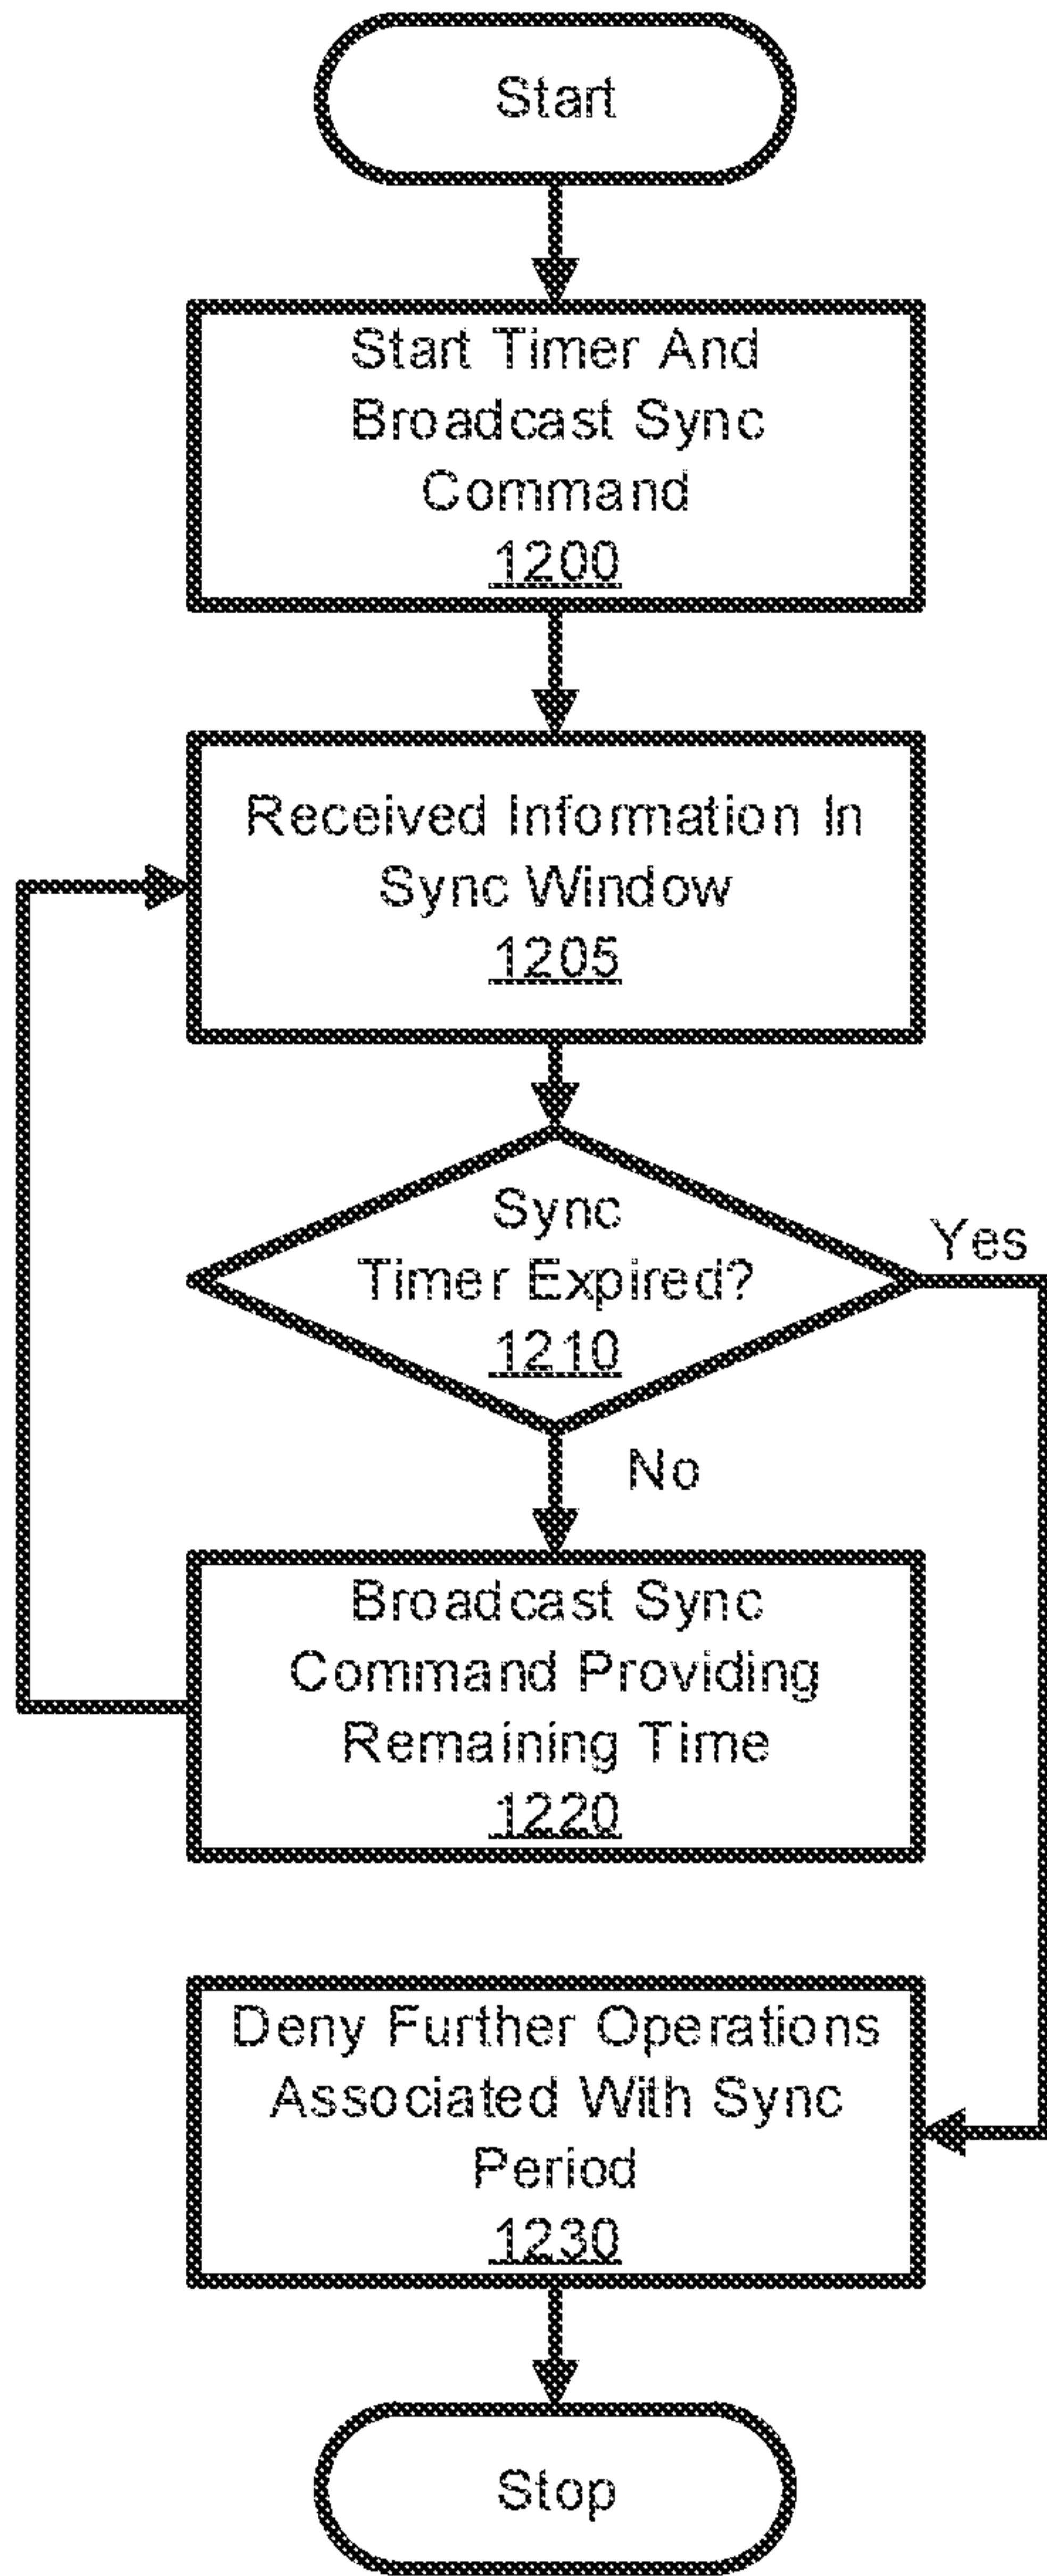 Start
Start Timer And
Broadcast Sync
Command
1200
Received Information In
Sync Window
1205
Sync
Timer Expired?
1210
Yes
No
Broadcast Sync
Command Providing
Remaining Time
1220
Deny Further Operations
Associated With Sync
Period
1230
Stop